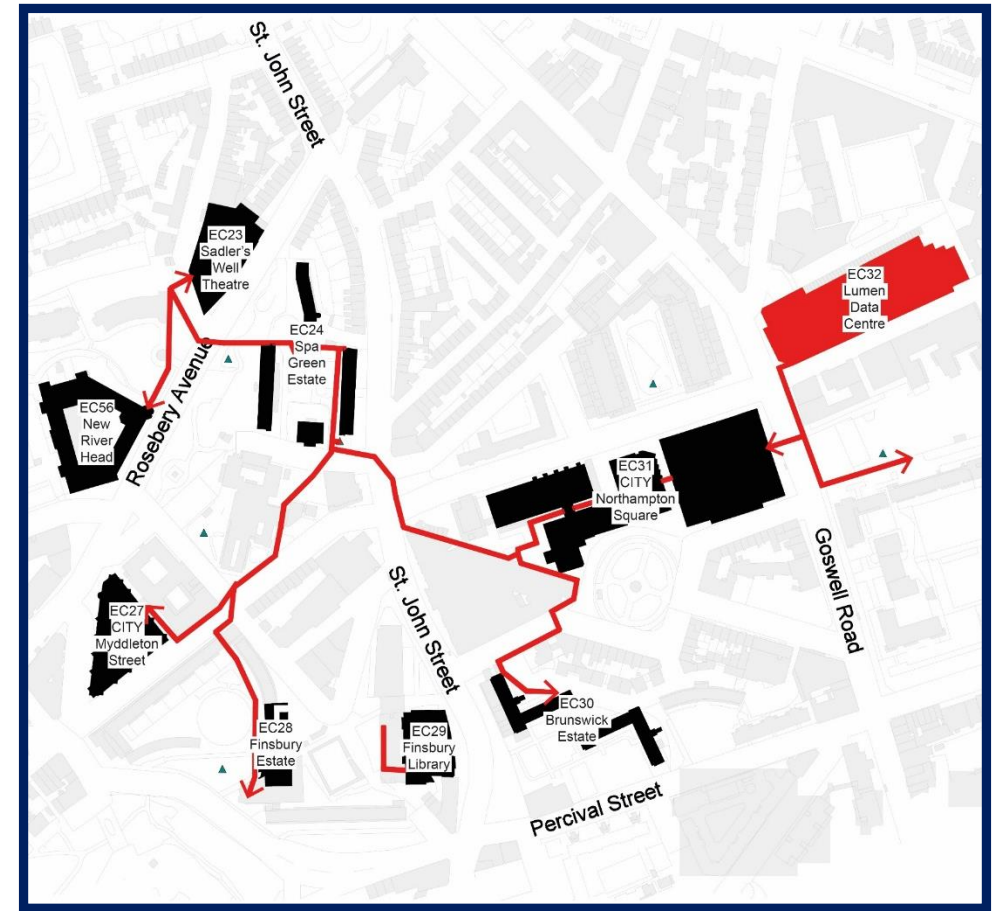 St. John Street
EC23
Sadler's
Well
Theatre
EC32
Lumen
Data
Centre
EC24
Spa
Green
Estate
Rosebery Avenue
EC56
New
River
Head
EC31
CITY
Northampton
Square
Goswell Road
St. John Street
EC27
CITY
Myddleton
Street
EC28
Finsbury
Estate
EC29
Finsbury
Library
EC30
Brunswick
Estate
Percival Street